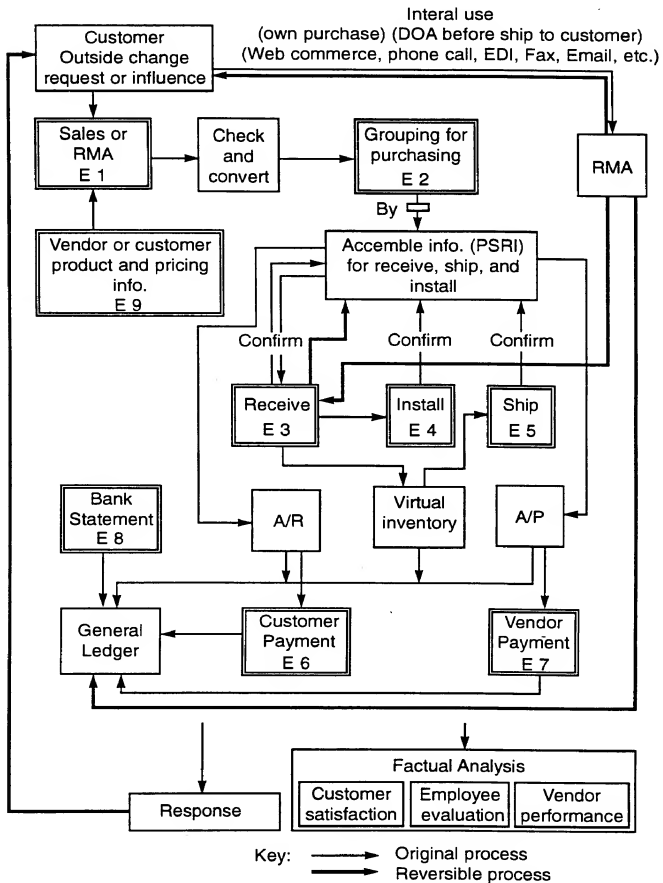 Interal use
(own purchase) (DOA before ship to customer)
(Web commerce, phone call, EDI, Fax, Email, etc.)
Customer
Outside change
request or influence
Sales or
RMA
E 1
Check
and
convert
Grouping for
purchasing
E 2
RMA
By
Vendor or customer
product and pricing
info.
E 9
Accemble info. (PSRI)
for receive, ship, and
install
Confirm
Confirm
Confirm
Receive
E 3
Install
E 4
Ship
E 5
Bank
Statement
E 8
A/R
Virtual
inventory
A/P
General
Ledger
Customer
Payment
E 6
Vendor
Payment
E 7
Factual Analysis
Response
Customer
satisfaction
Employee
evaluation
Vendor
performance
Key:
Original process
Reversible process